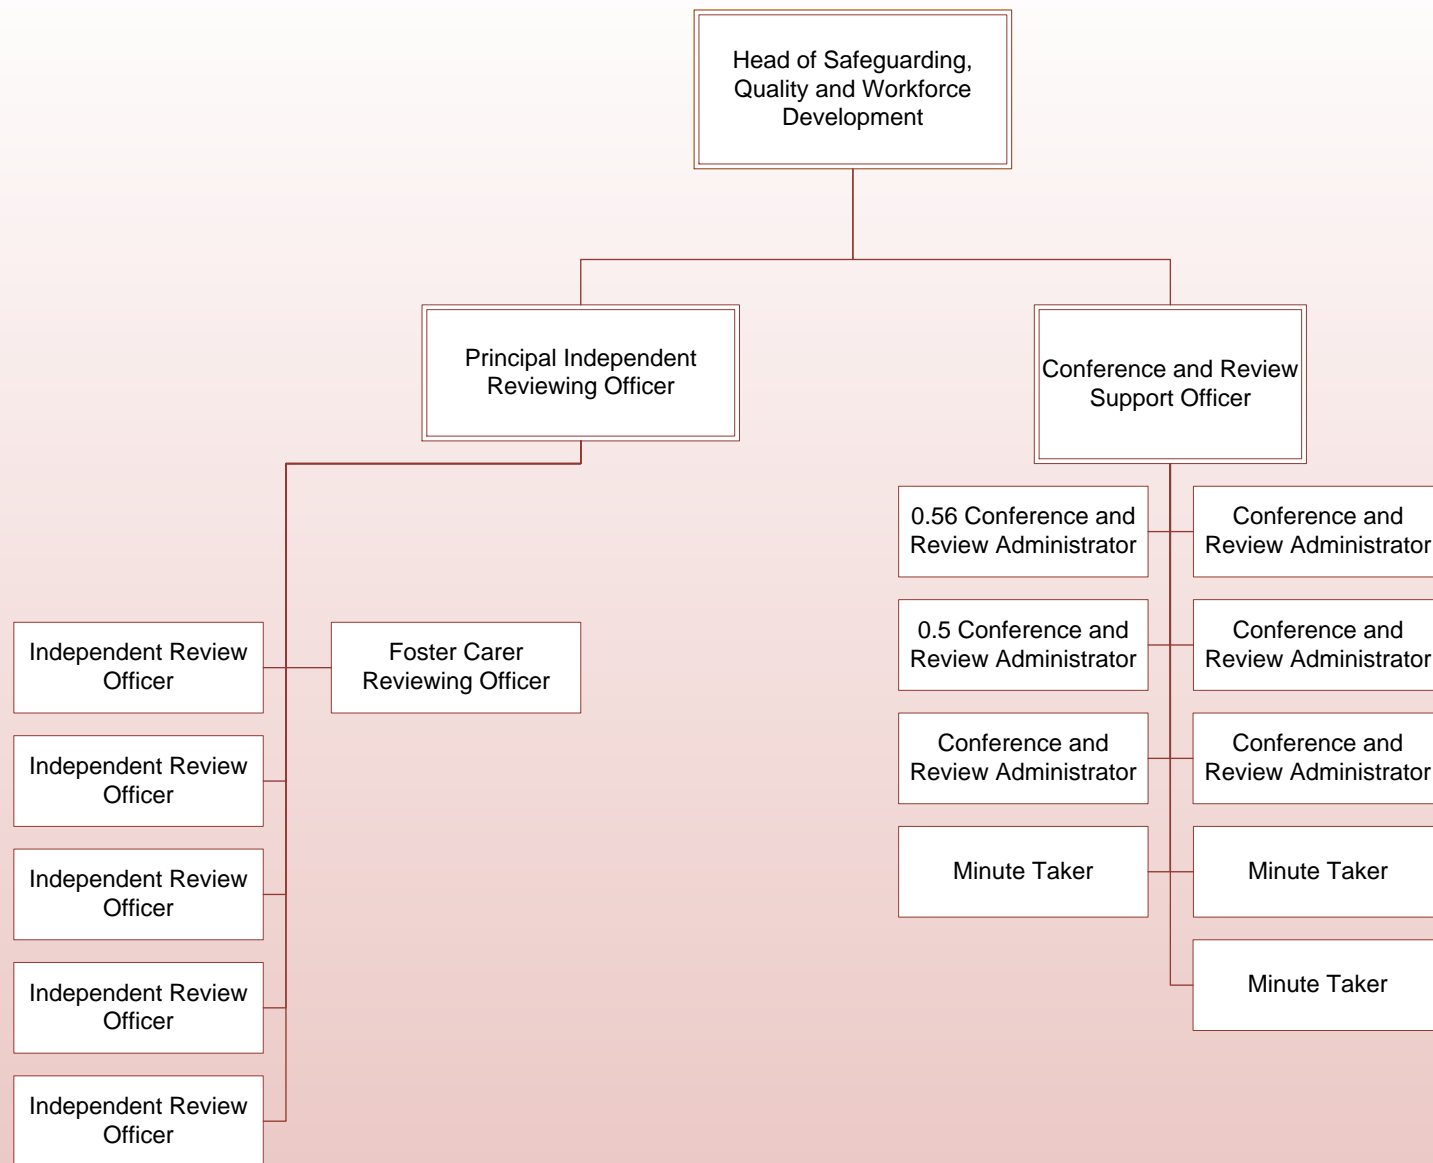 Head of Safeguarding,
Quality and Workforce
Development
Principal Independent
Reviewing Officer
Conference and Review
Support Officer
0.56 Conference and
Review Administrator
Conference and
Review Administrator
0.5 Conference and
Review Administrator
Conference and
Review Administrator
Conference and
Review Administrator
Conference and
Review Administrator
Minute Taker
Minute Taker
Minute Taker
Independent Review
Officer
Foster Carer
Reviewing Officer
Independent Review
Officer
Independent Review
Officer
Independent Review
Officer
Independent Review
Officer